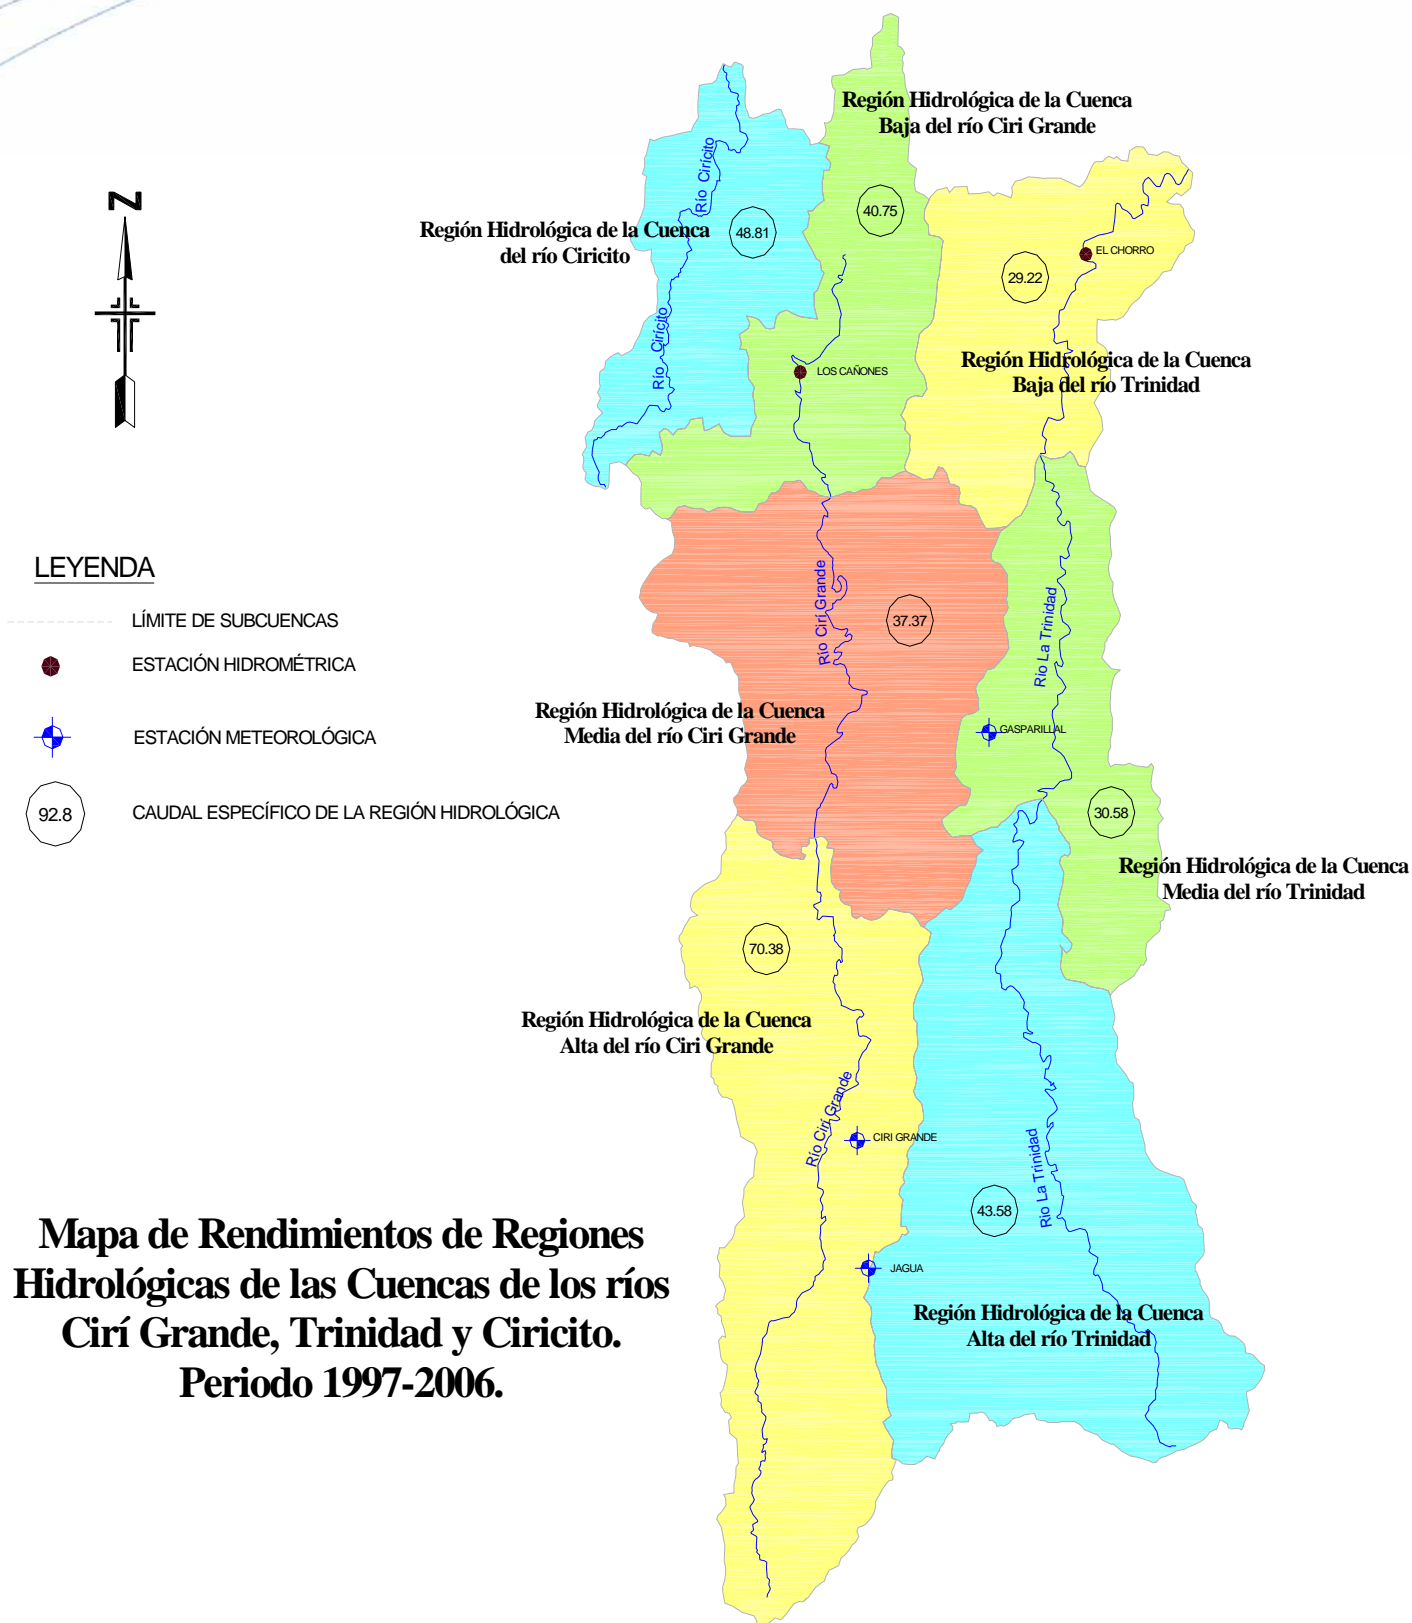 Región Hidrológica de la Cuenca
Baja del río Ciri Grande
Río Cirícito
N
40.75
Región Hidrológica de la Cuenca
del río Ciricito
48.81
EL CHORRO
29.22
Río Cirícito
Región Hidrológica de la Cuenca
Baja del río Trinidad
LOS CAÑONES
LEYENDA
LÍMITE DE SUBCUENCAS
ESTACIÓN HIDROMÉTRICA
ESTACIÓN METEOROLÓGICA
92.8
CAUDAL ESPECÍFICO DE LA REGIÓN HIDROLÓGICA
Río Cirí Grande
37.37
Rio La Trinidad
Región Hidrológica de la Cuenca
Media del río Ciri Grande
GASPARILLAL
30.58
Región Hidrológica de la Cuenca
Media del río Trinidad
70.38
Región Hidrológica de la Cuenca
Alta del río Ciri Grande
Río Cirí Grande
CIRI GRANDE
Rio La Trinidad
43.58
JAGUA
Región Hidrológica de la Cuenca
Alta del río Trinidad
Mapa de Rendimientos de Regiones
Hidrológicas de las Cuencas de los ríos
Cirí Grande, Trinidad y Ciricito.
Periodo 1997-2006.